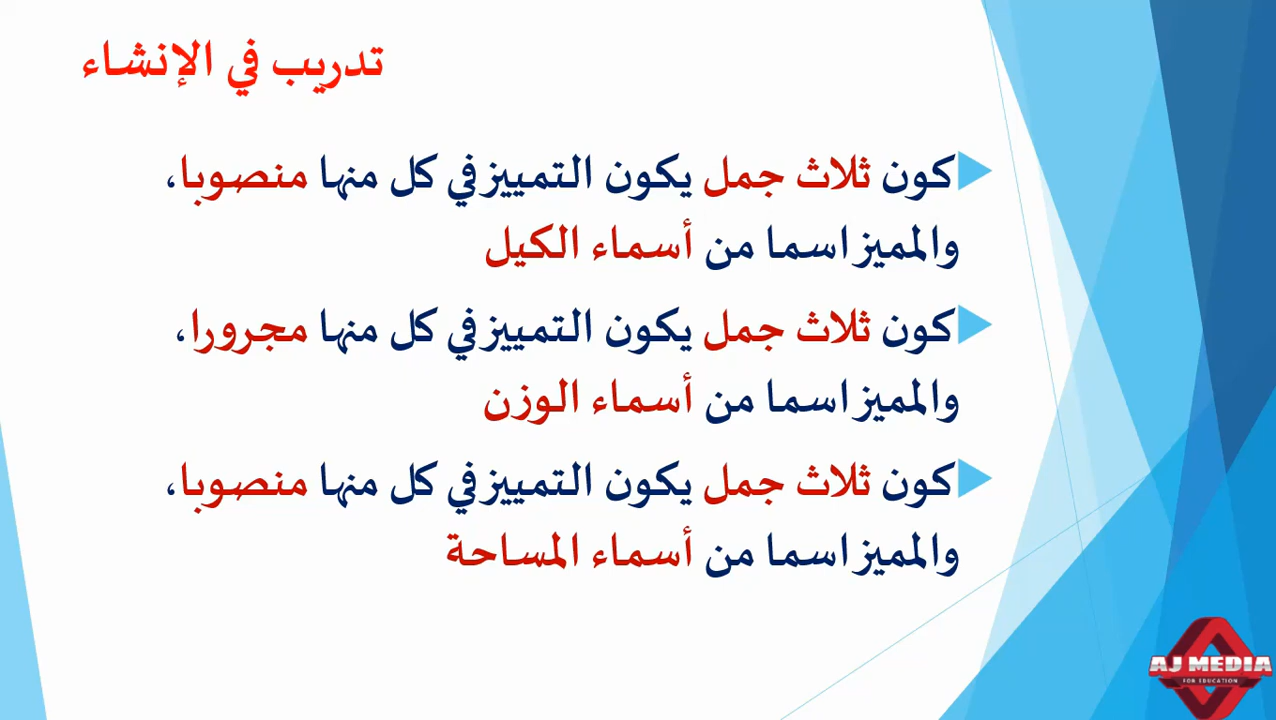 تدريب في الإنشاء
كون ثلاث جمل يكون التمييز في كل منها منصوبا،
والمميز اسما من أسماء الكيل
كون ثلاث جمل يكون التمييز في كل منها مجرورا،
والمميز اسما من أسماء الوزن
كون ثلاث جمل يكون التمييز في كل منها منصوبا،
والمميز اسما من أسماء المساحة
AJ MEDIA
FOR EDUCATION